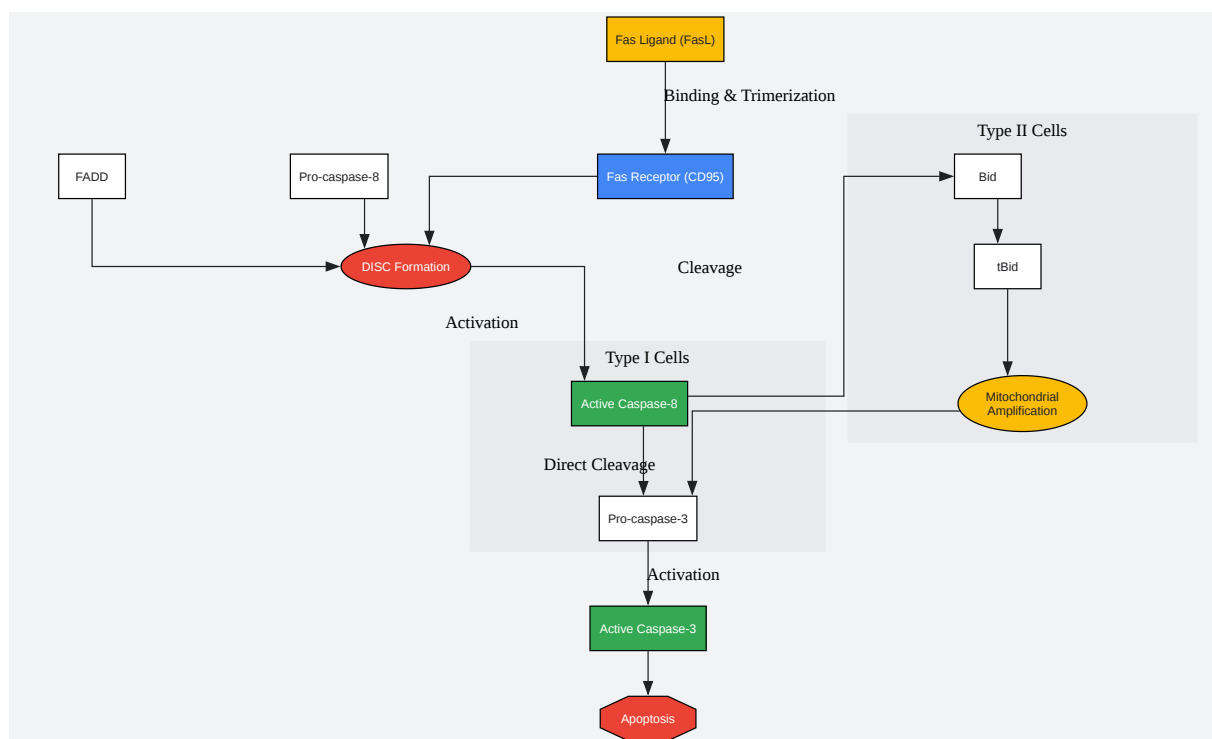 Fas Ligand (FasL)
Binding & Trimerization
Type II Cells
FADD
Pro-caspase-8
Fas Receptor (CD95)
Bid
DISC Formation
Cleavage
tBid
Activation
Type I Cells
Active Caspase-8
Mitochondrial
Amplification
Direct Cleavage
Pro-caspase-3
Activation
Active Caspase-3
Apoptosis